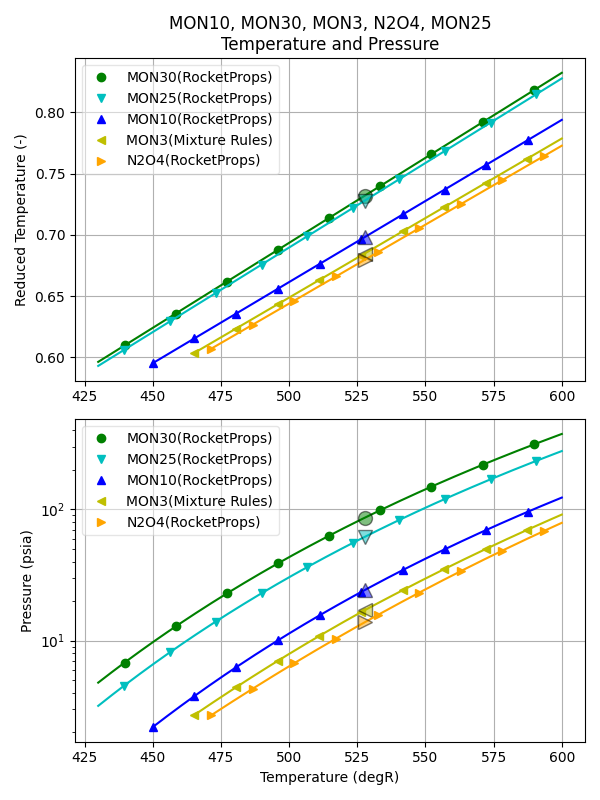 MON10, MON30, MON3, N2O4, MON25
Temperature and Pressure
Reduced Temperature (-)
0.80
0.75
0.70
0.65
0.60
MON30(RocketProps)
MON25(RocketProps)
MON10(RocketProps)
MON3(Mixture Rules)
N2O4(RocketProps)
425 450 475 500 525 550 575 600
Pressure (psia)
10²
10¹
MON30(RocketProps)
MON25(RocketProps)
MON10(RocketProps)
MON3(Mixture Rules)
N2O4(RocketProps)
425 450 475 500 525 550 575 600
Temperature (degR)